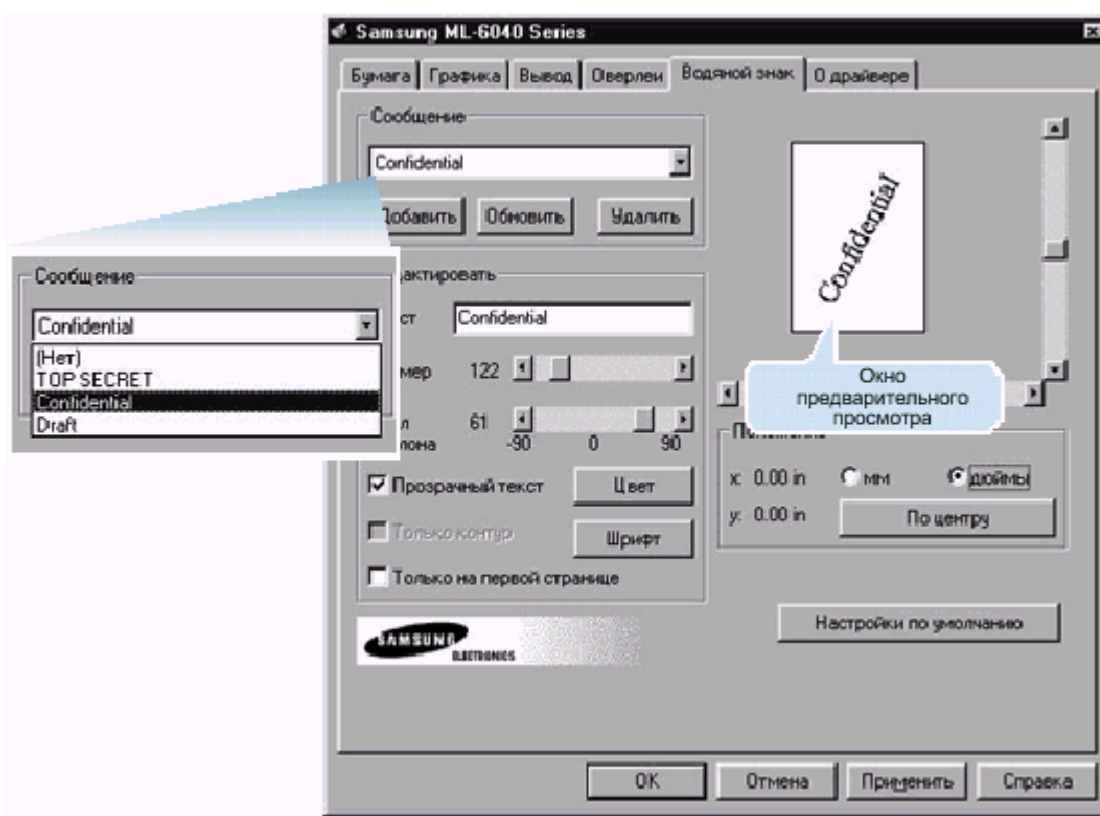 Samsung ML-6040 Series
Бумага Графика Вывод Оверлеи Водяной знак О драйвере
Сообщение
Confidential
Добавить Обновить Удалить
Сообщение
Confidential
(Нет)
TOP SECRET
Confidential
Draft
Confidential
122
61
-90 0 90
Прозрачный текст Цвет
Только контур Шрифт
Только на первой странице
SAMSUNG
ELECTRONICS
Confidential
Окно
предварительного
просмотра
x: 0.00 in мм дюймы
y: 0.00 in По центру
Настройки по умолчанию
OK Отмена Применить Справка